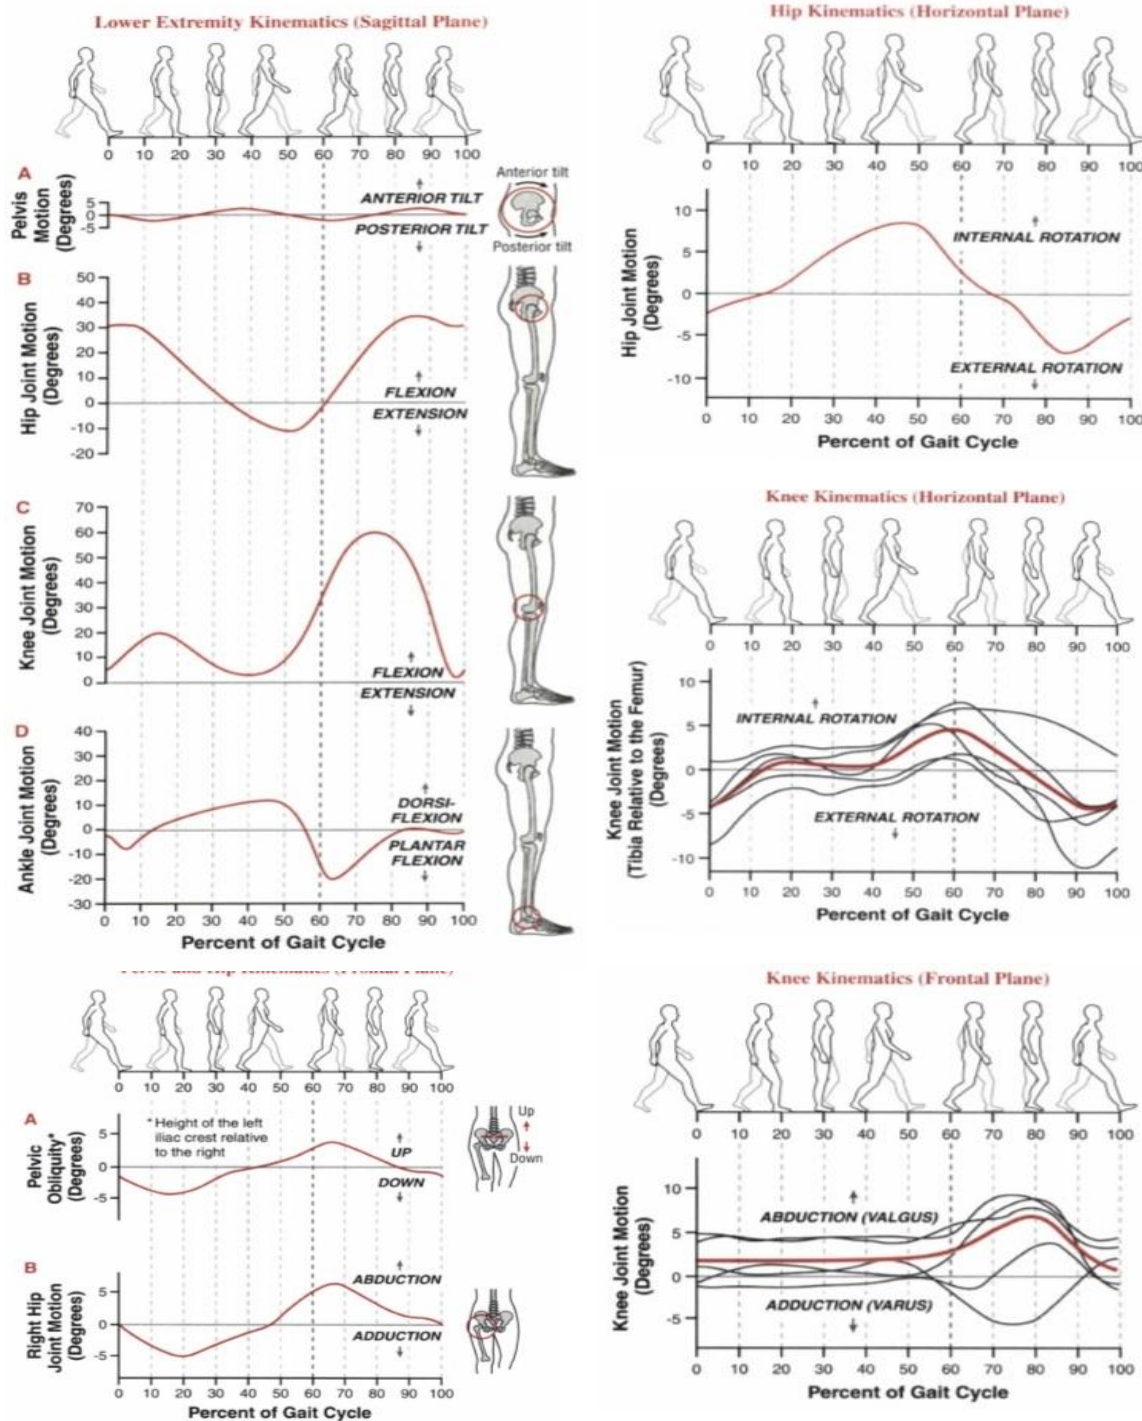 Lower Extremity Kinematics (Sagittal Plane)
0 10 20 30 40 50 60 70 80 90 100
A
Pelvis
Motion
(Degrees)
5
0
-5
ANTERIOR TILT
POSTERIOR TILT
Anterior tilt
Posterior tilt
B
Hip Joint Motion
(Degrees)
50
40
30
20
10
0
-10
-20
FLEXION
EXTENSION
C
Knee Joint Motion
(Degrees)
70
60
50
40
30
20
10
0
FLEXION
EXTENSION
D
Ankle Joint Motion
(Degrees)
40
30
20
10
0
-10
-20
-30
DORSI-
FLEXION
PLANTAR
FLEXION
0 10 20 30 40 50 60 70 80 90 100
Percent of Gait Cycle
Hip Kinematics (Horizontal Plane)
0 10 20 30 40 50 60 70 80 90 100
Hip Joint Motion
(Degrees)
10
5
0
-5
-10
INTERNAL ROTATION
EXTERNAL ROTATION
0 10 20 30 40 50 60 70 80 90 100
Percent of Gait Cycle
Knee Kinematics (Horizontal Plane)
0 10 20 30 40 50 60 70 80 90 100
Knee Joint Motion
(Tibia Relative to the Femur)
(Degrees)
10
5
0
-5
-10
INTERNAL ROTATION
EXTERNAL ROTATION
0 10 20 30 40 50 60 70 80 90 100
Percent of Gait Cycle
Pelvic and Hip Kinematics (Frontal Plane)
0 10 20 30 40 50 60 70 80 90 100
A
Pelvic
Obliquity*
(Degrees)
5
0
-5
* Height of the left
iliac crest relative
to the right
UP
DOWN
Up
Down
B
Right Hip
Joint Motion
(Degrees)
5
0
-5
ABDUCTION
ADDUCTION
0 10 20 30 40 50 60 70 80 90 100
Percent of Gait Cycle
Knee Kinematics (Frontal Plane)
0 10 20 30 40 50 60 70 80 90 100
Knee Joint Motion
(Degrees)
10
5
0
-5
ABDUCTION (VALGUS)
ADDUCTION (VARUS)
0 10 20 30 40 50 60 70 80 90 100
Percent of Gait Cycle